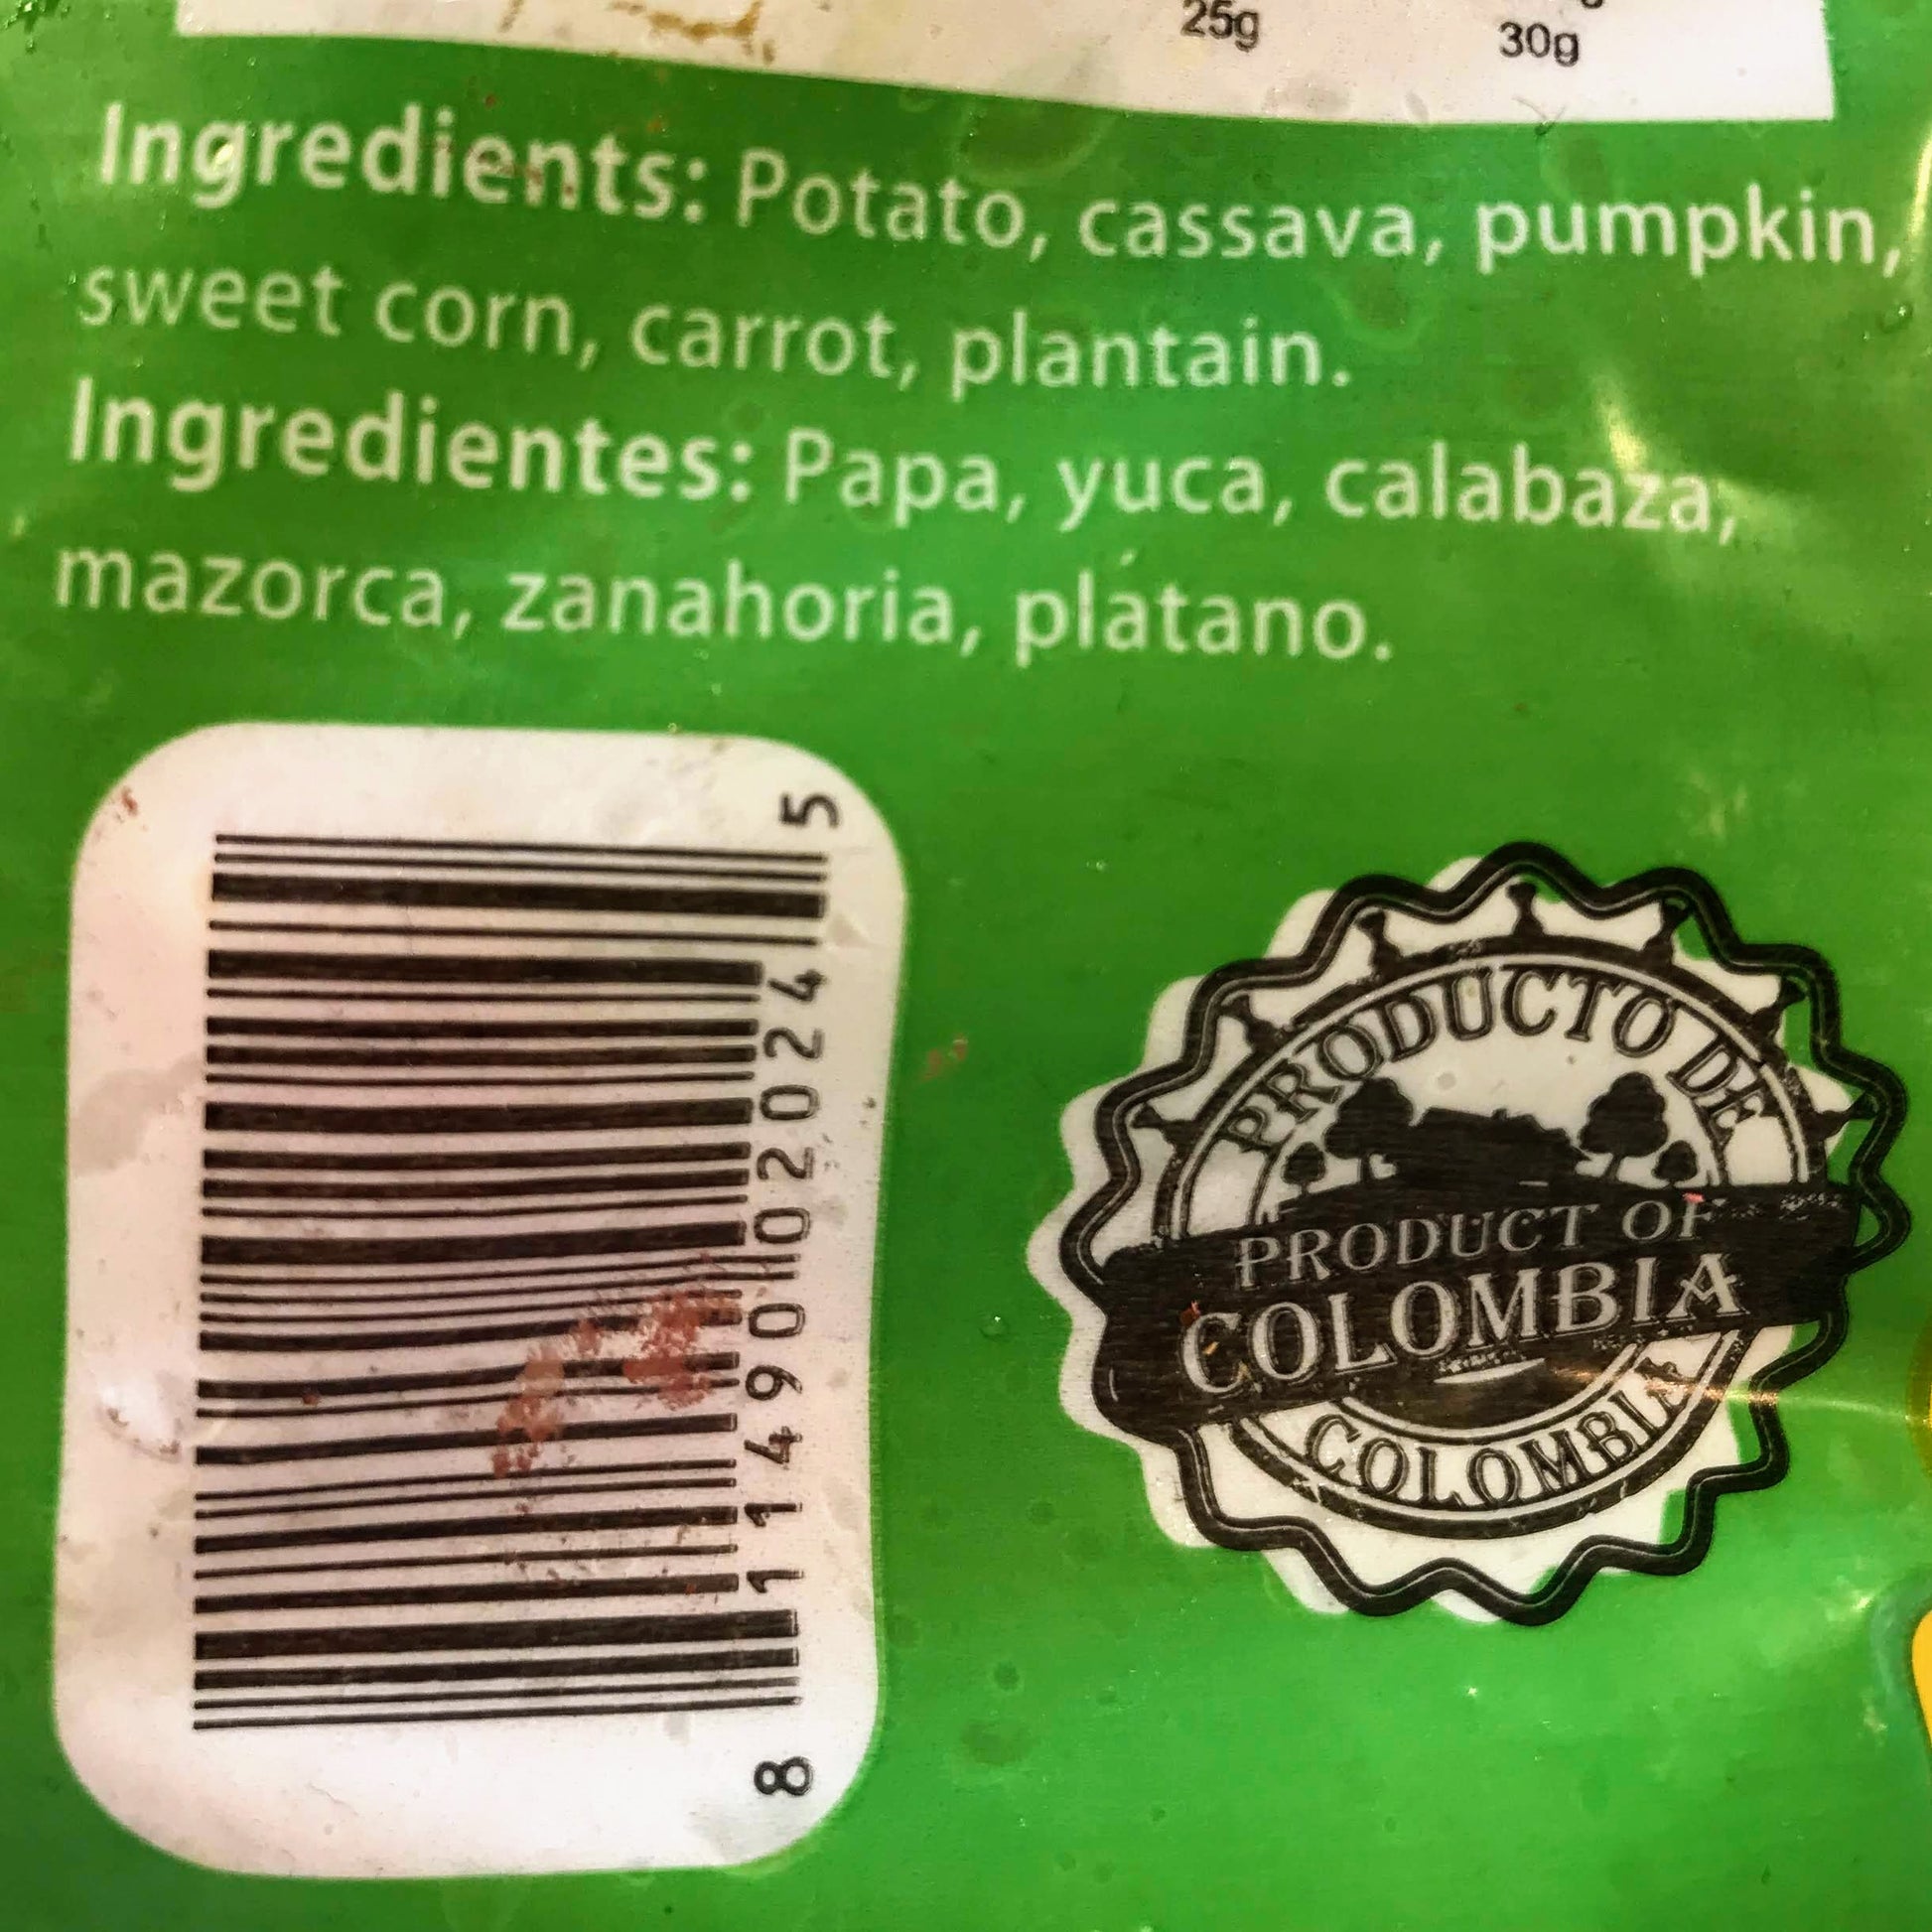 25g 30g
Ingredients: Potato, cassava, pumpkin,
sweet corn, carrot, plantain.
Ingredientes: Papa, yuca, calabaza,
mazorca, zanahoria, plátano.
8 11490 02024 5
PRODUCTO DE
PRODUCT OF
COLOMBIA
COLOMBIA